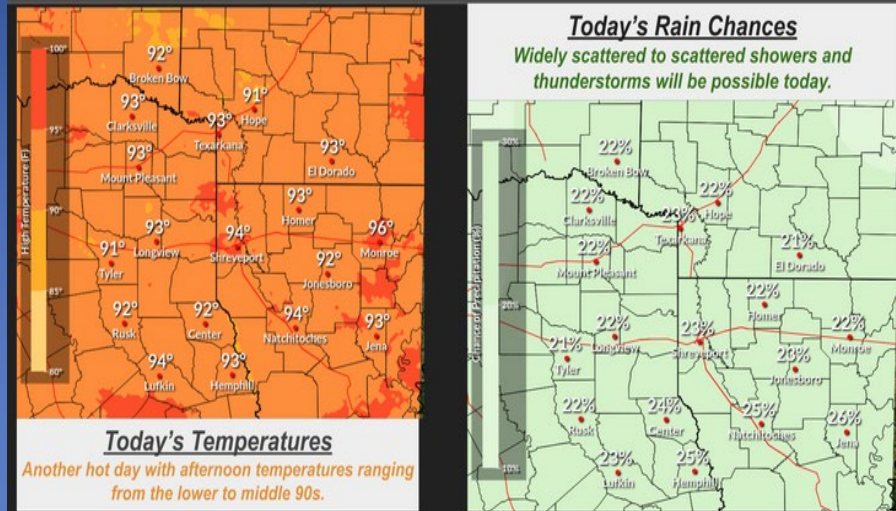 100°
92°
Broken Bow
93°
Clarksville
91°
Hope
93°
Texarkana
95°
93°
Mount Pleasant
93°
El Dorado
High Temperature (F)
90°
93°
Homer
93°
Longview
94°
Shreveport
96°
Monroe
91°
Tyler
92°
Jonesboro
85°
92°
Rusk
92°
Center
94°
Natchitoches
93°
Jena
94°
Lufkin
93°
Hemphill
80°
Today's Temperatures
Another hot day with afternoon temperatures ranging
from the lower to middle 90s.
Today's Rain Chances
Widely scattered to scattered showers and
thunderstorms will be possible today.
30%
22%
Broken Bow
22%
Clarksville
22%
Hope
23%
Texarkana
22%
Mount Pleasant
21%
El Dorado
Chance of Precipitation (%)
20%
22%
Homer
22%
Longview
23%
Shreveport
22%
Monroe
21%
Tyler
23%
Jonesboro
22%
Rusk
24%
Center
25%
Natchitoches
26%
Jena
23%
Lufkin
25%
Hemphill
10%